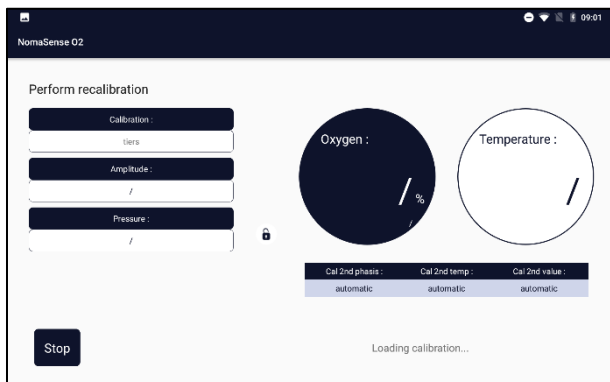 09:01
NomaSense O2
Perform recalibration
Calibration :
tiers
Amplitude :
/
Pressure :
/
Oxygen :
/ %
/
Temperature :
/
Cal 2nd phasis : Cal 2nd temp : Cal 2nd value :
automatic automatic automatic
Stop
Loading calibration...